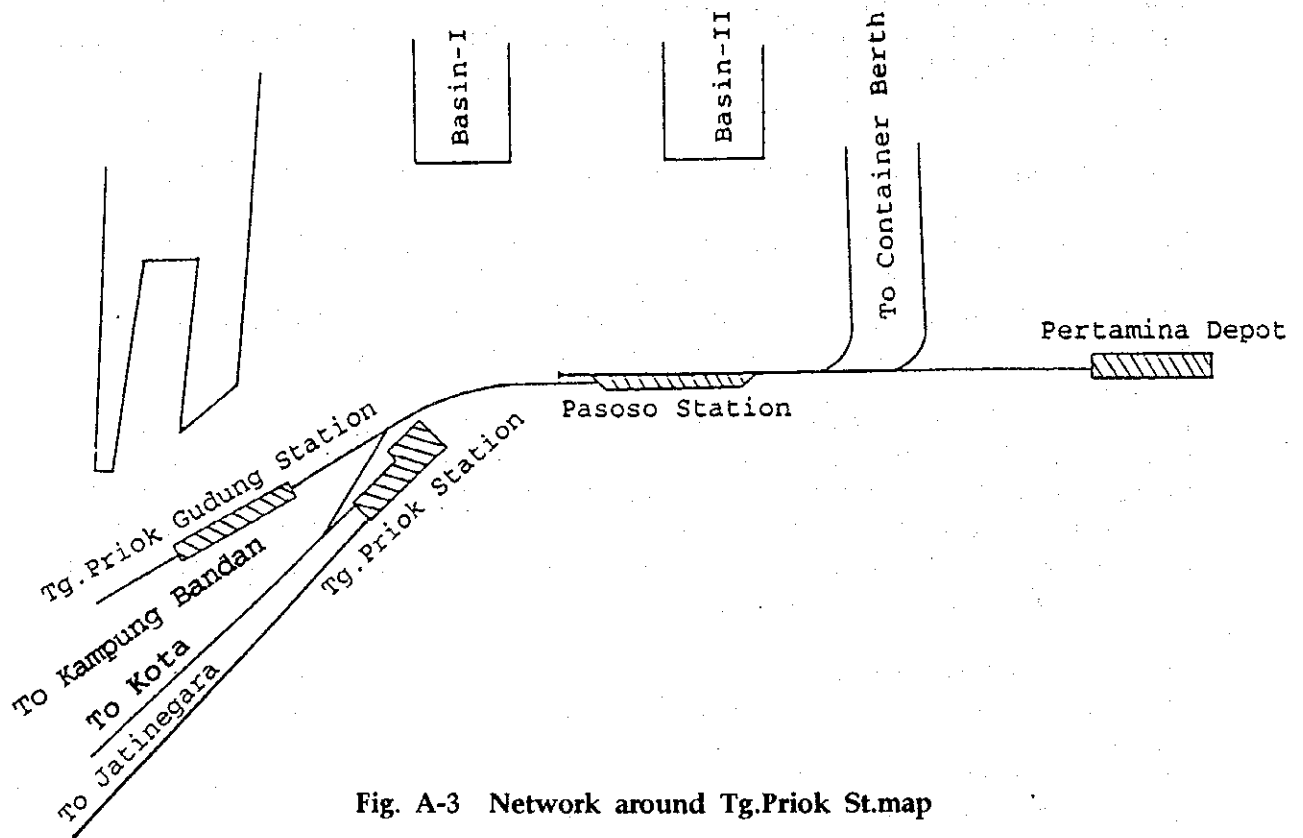 Basin-I
Basin-II
To Container Berth
Pertamina Depot
Pasoso Station
Tg.Priok Gudung Station
Tg.Priok Station
To Kampung Bandan
To Kota
To Jatinegara
Fig. A-3 Network around Tg.Priok St.map